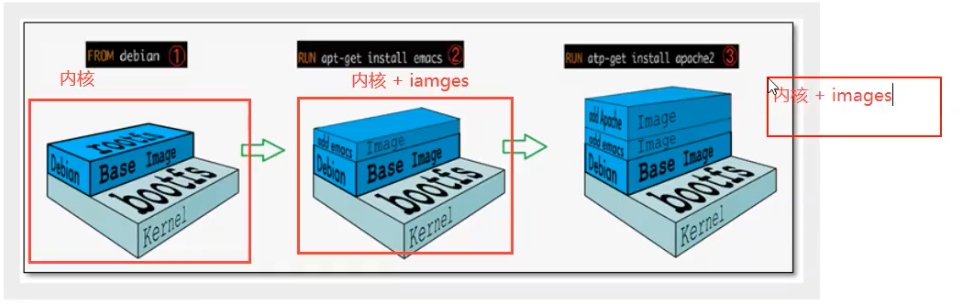 FROM debian ①
内核
rootfs
Debian
Base Image
bootfs
Kernel
RUN apt-get install emacs ②
内核 + iamges
add emacs
Image
Debian
Base Image
bootfs
Kernel
RUN atp-get install apache2 ③
内核 + images
add Apache
Image
add emacs
Image
Debian
Base Image
bootfs
Kernel